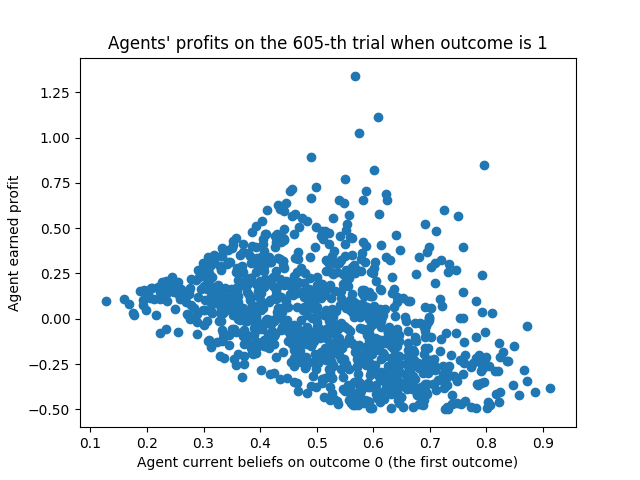 Agents' profits on the 605-th trial when outcome is 1
1.25
1.00
0.75
0.50
0.25
0.00
−0.25
−0.50
Agent earned profit
0.1 0.2 0.3 0.4 0.5 0.6 0.7 0.8 0.9
Agent current beliefs on outcome 0 (the first outcome)